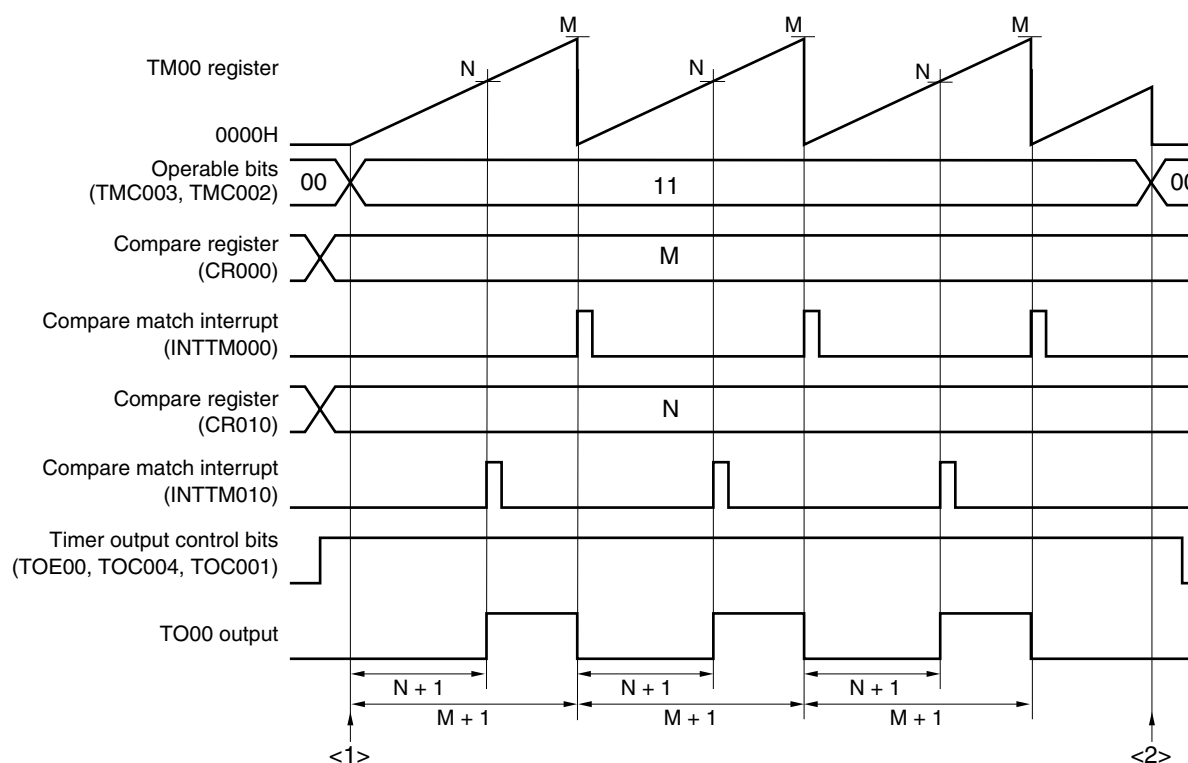 M M M
TM00 register
N N N
0000H
Operable bits
(TMC003, TMC002)
00 11 00
Compare register
(CR000)
M
Compare match interrupt
(INTTM000)
Compare register
(CR010)
N
Compare match interrupt
(INTTM010)
Timer output control bits
(TOE00, TOC004, TOC001)
TO00 output
N + 1 N + 1 N + 1
M + 1 M + 1 M + 1
<1> <2>